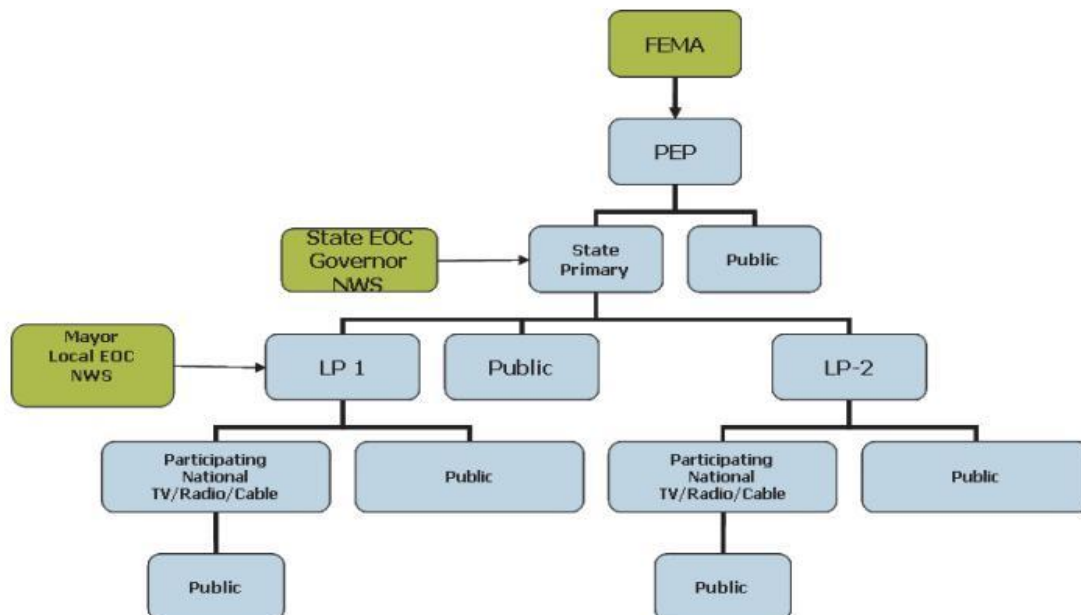 FEMA
PEP
State EOC
Governor
NWS
State
Primary
Public
Mayor
Local EOC
NWS
LP 1
Public
LP-2
Participating
National
TV/Radio/Cable
Public
Participating
National
TV/Radio/Cable
Public
Public
Public